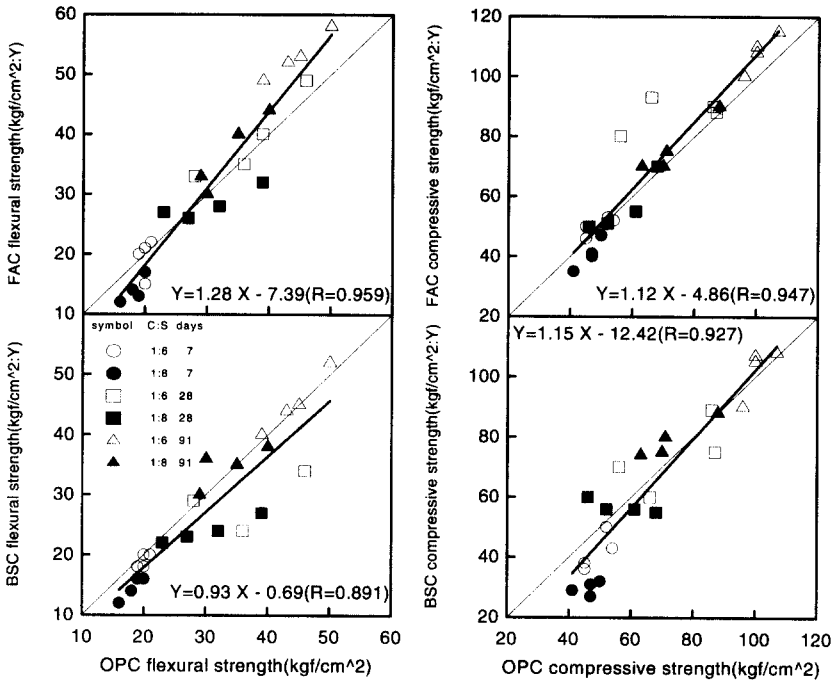 60
50
40
30
20
10
FAC flexural strength(kgf/cm^2:Y)
Y=1.28 X - 7.39(R=0.959)
120
100
80
60
40
20
FAC compressive strength(kgf/cm^2:Y)
Y=1.12 X - 4.86(R=0.947)
50
40
30
20
10
BSC flexural strength(kgf/cm^2:Y)
symbol C:S days
1:6 7
1:8 7
1:6 28
1:8 28
1:6 91
1:8 91
Y=0.93 X - 0.69(R=0.891)
10 20 30 40 50 60
OPC flexural strength(kgf/cm^2)
Y=1.15 X - 12.42(R=0.927)
100
80
60
40
20
BSC compressive strength(kgf/cm^2:Y)
20 40 60 80 100 120
OPC compressive strength(kgf/cm^2)